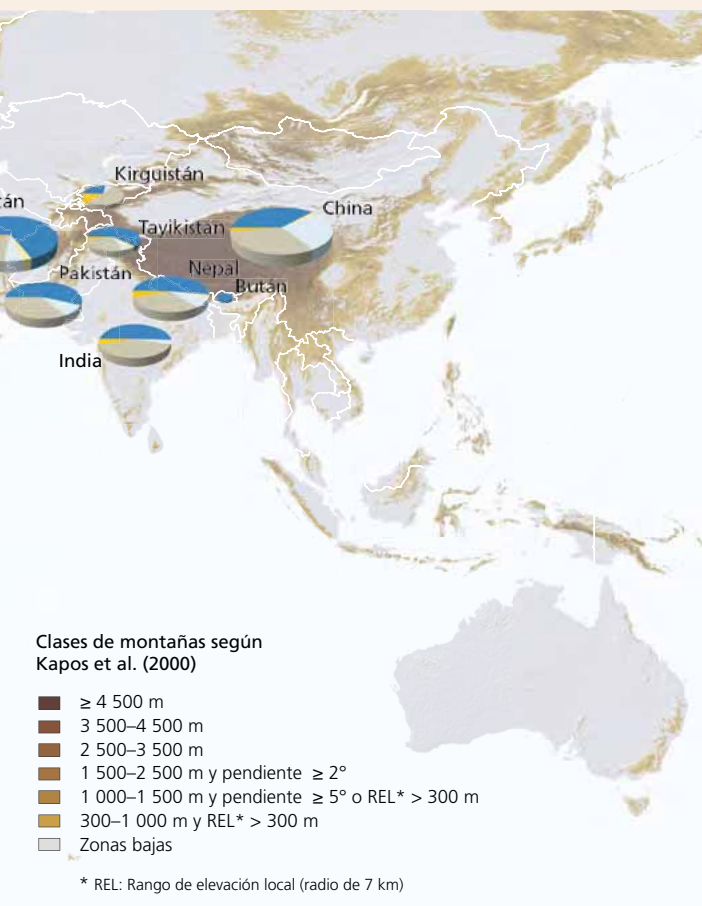 Kirguistán
tán
China
Tayikistán
Pakistán
Nepal
Bután
India
Clases de montañas según
Kapos et al. (2000)
≥ 4 500 m
3 500–4 500 m
2 500–3 500 m
1 500–2 500 m y pendiente ≥ 2°
1 000–1 500 m y pendiente ≥ 5° o REL* > 300 m
300–1 000 m y REL* > 300 m
Zonas bajas
* REL: Rango de elevación local (radio de 7 km)